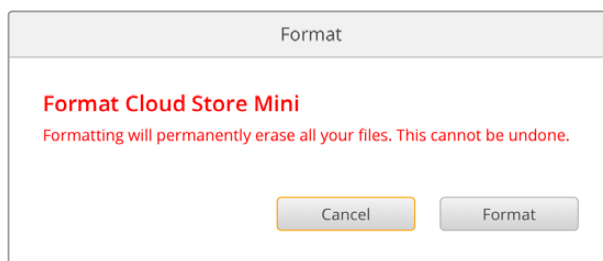 Format
Format Cloud Store Mini
Formatting will permanently erase all your files. This cannot be undone.
Cancel
Format